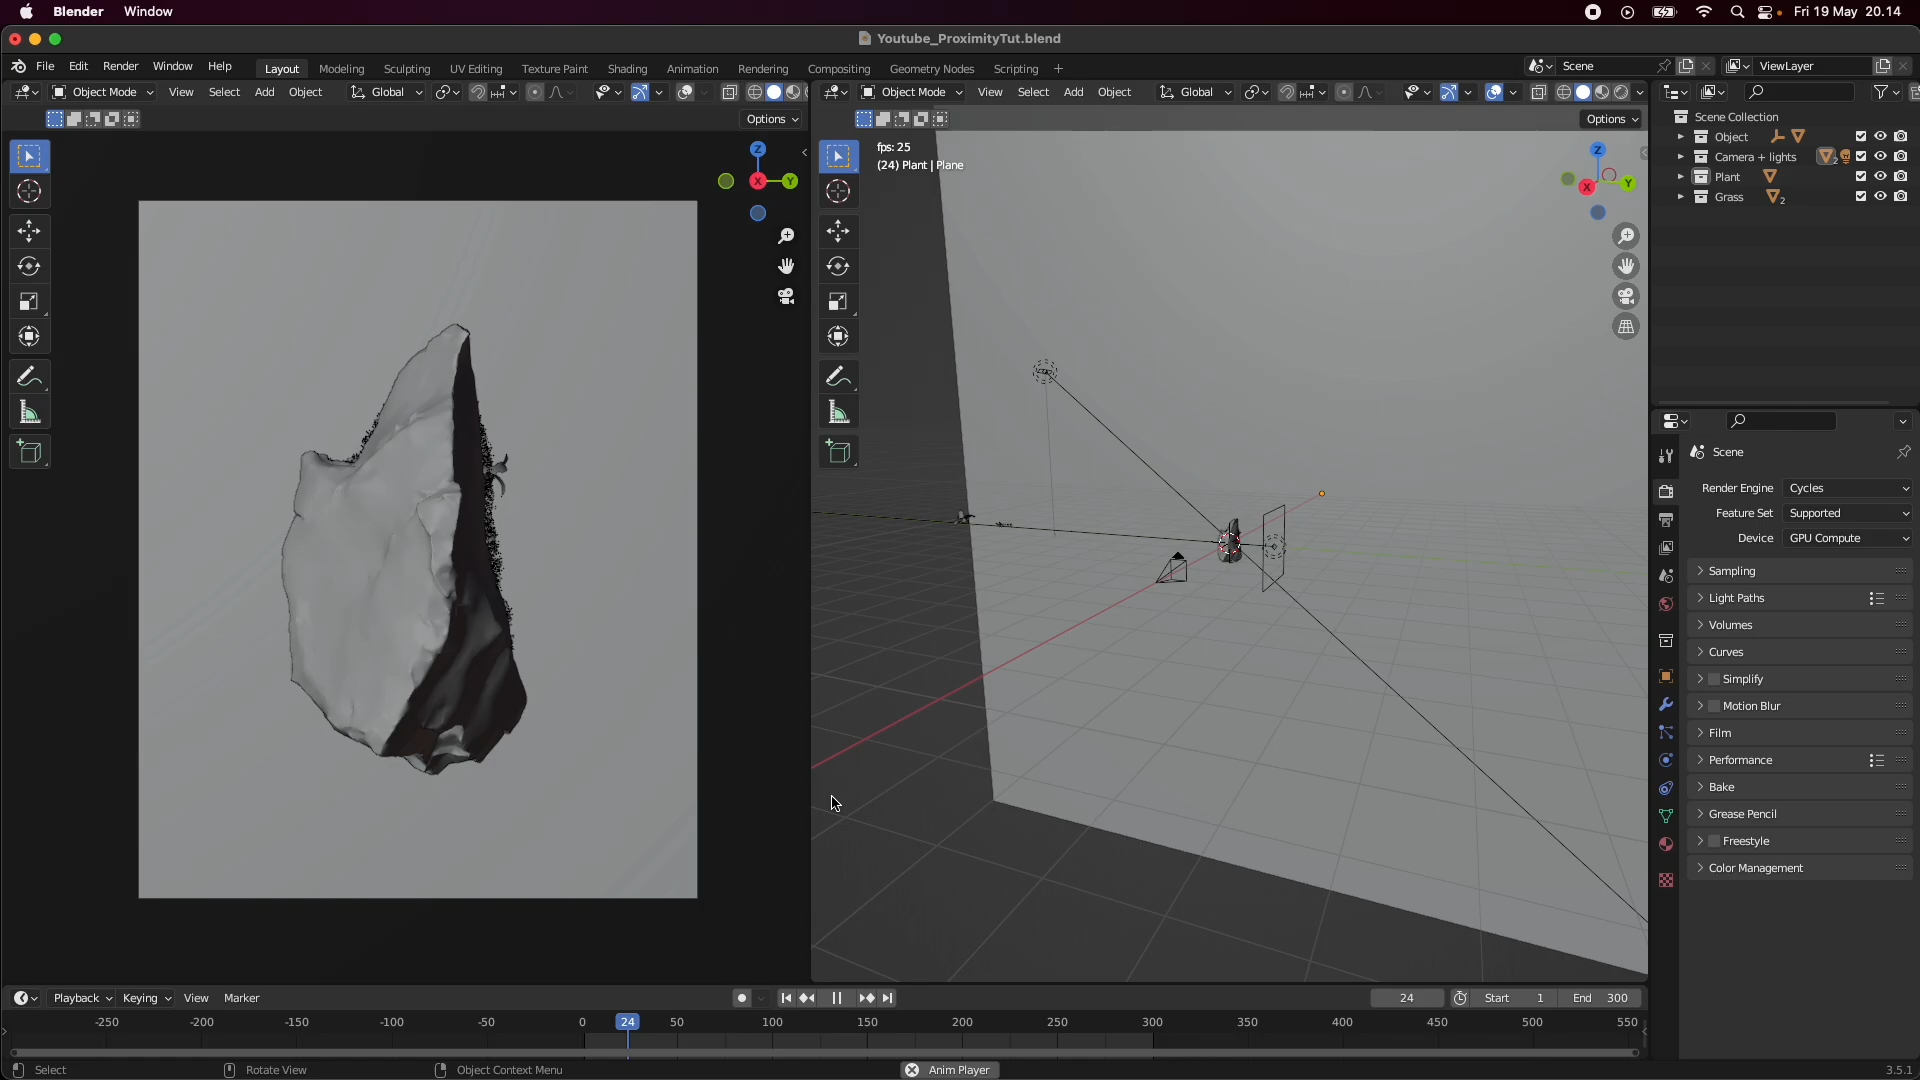 Blender Window Fri 19 May 20.14
Youtube_ProximityTut.blend
File Edit Render Window Help Layout Modeling Sculpting UV Editing Texture Paint Shading Animation Rendering Compositing Geometry Nodes Scripting + Scene ViewLayer
Object Mode View Select Add Object Global Object Mode View Select Add Object Global
Options Options
Scene Collection
Object
Camera + lights 2
Plant
Grass 2
fps: 25
(24) Plant | Plane
Z X Y
Z X Y
Scene
Render Engine Cycles
Feature Set Supported
Device GPU Compute
Sampling
Light Paths
Volumes
Curves
Simplify
Motion Blur
Film
Performance
Bake
Grease Pencil
Freestyle
Color Management
Playback Keying View Marker 24 Start 1 End 300
-250 -200 -150 -100 -50 0 24 50 100 150 200 250 300 350 400 450 500 550
Select Rotate View Object Context Menu Anim Player 3.5.1